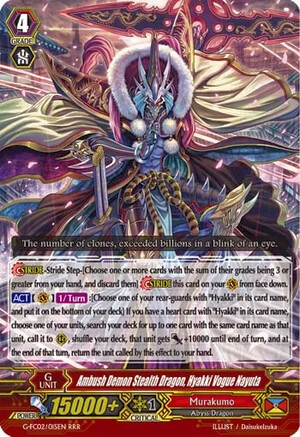 4
GRADE
The number of clones, exceeded billions in a blink of an eye.
STRIDE -Stride Step-[Choose one or more cards with the sum of their grades being 3 or
greater from your hand, and discard them] STRIDE this card on your from face down.
ACT [ 1/Turn ]:[Choose one of your rear-guards with "Hyakki" in its card name,
and put it on the bottom of your deck] If you have a heart card with "Hyakki" in its card name,
choose one of your units, search your deck for up to one card with the same card name as that
unit, call it to , shuffle your deck, that unit gets +10000 until end of turn, and at
the end of that turn, return the unit called by this effect to your hand.
G
UNIT
Ambush Demon Stealth Dragon, Hyakki Vogue Nayuta
POWER
15000+
1
CRITICAL
Murakumo
Abyss Dragon
G-FC02/015EN RRR
ILLUST / DaisukeIzuka